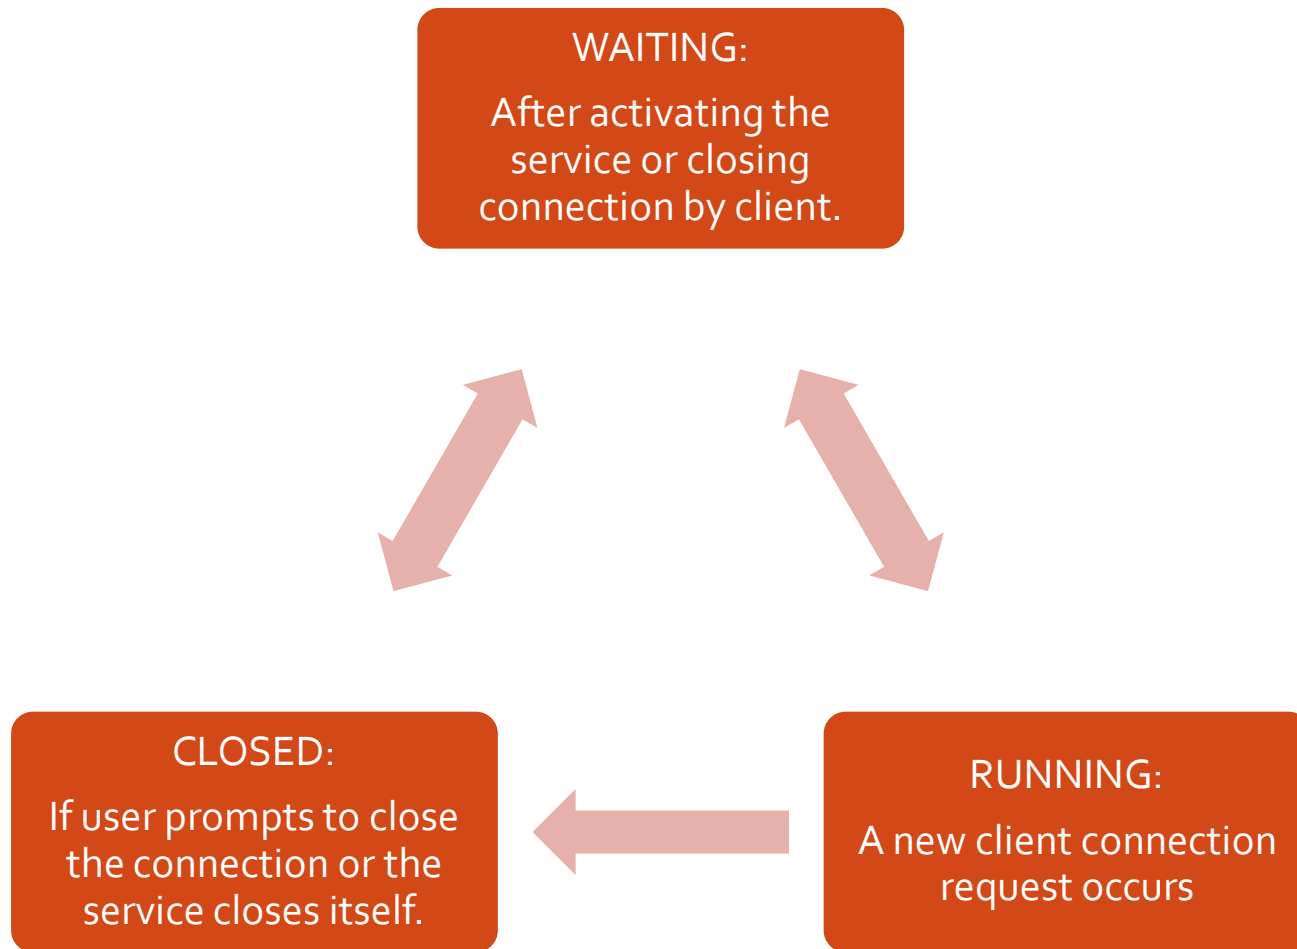 WAITING:
After activating the
service or closing
connection by client.
CLOSED:
If user prompts to close
the connection or the
service closes itself.
RUNNING:
A new client connection
request occurs